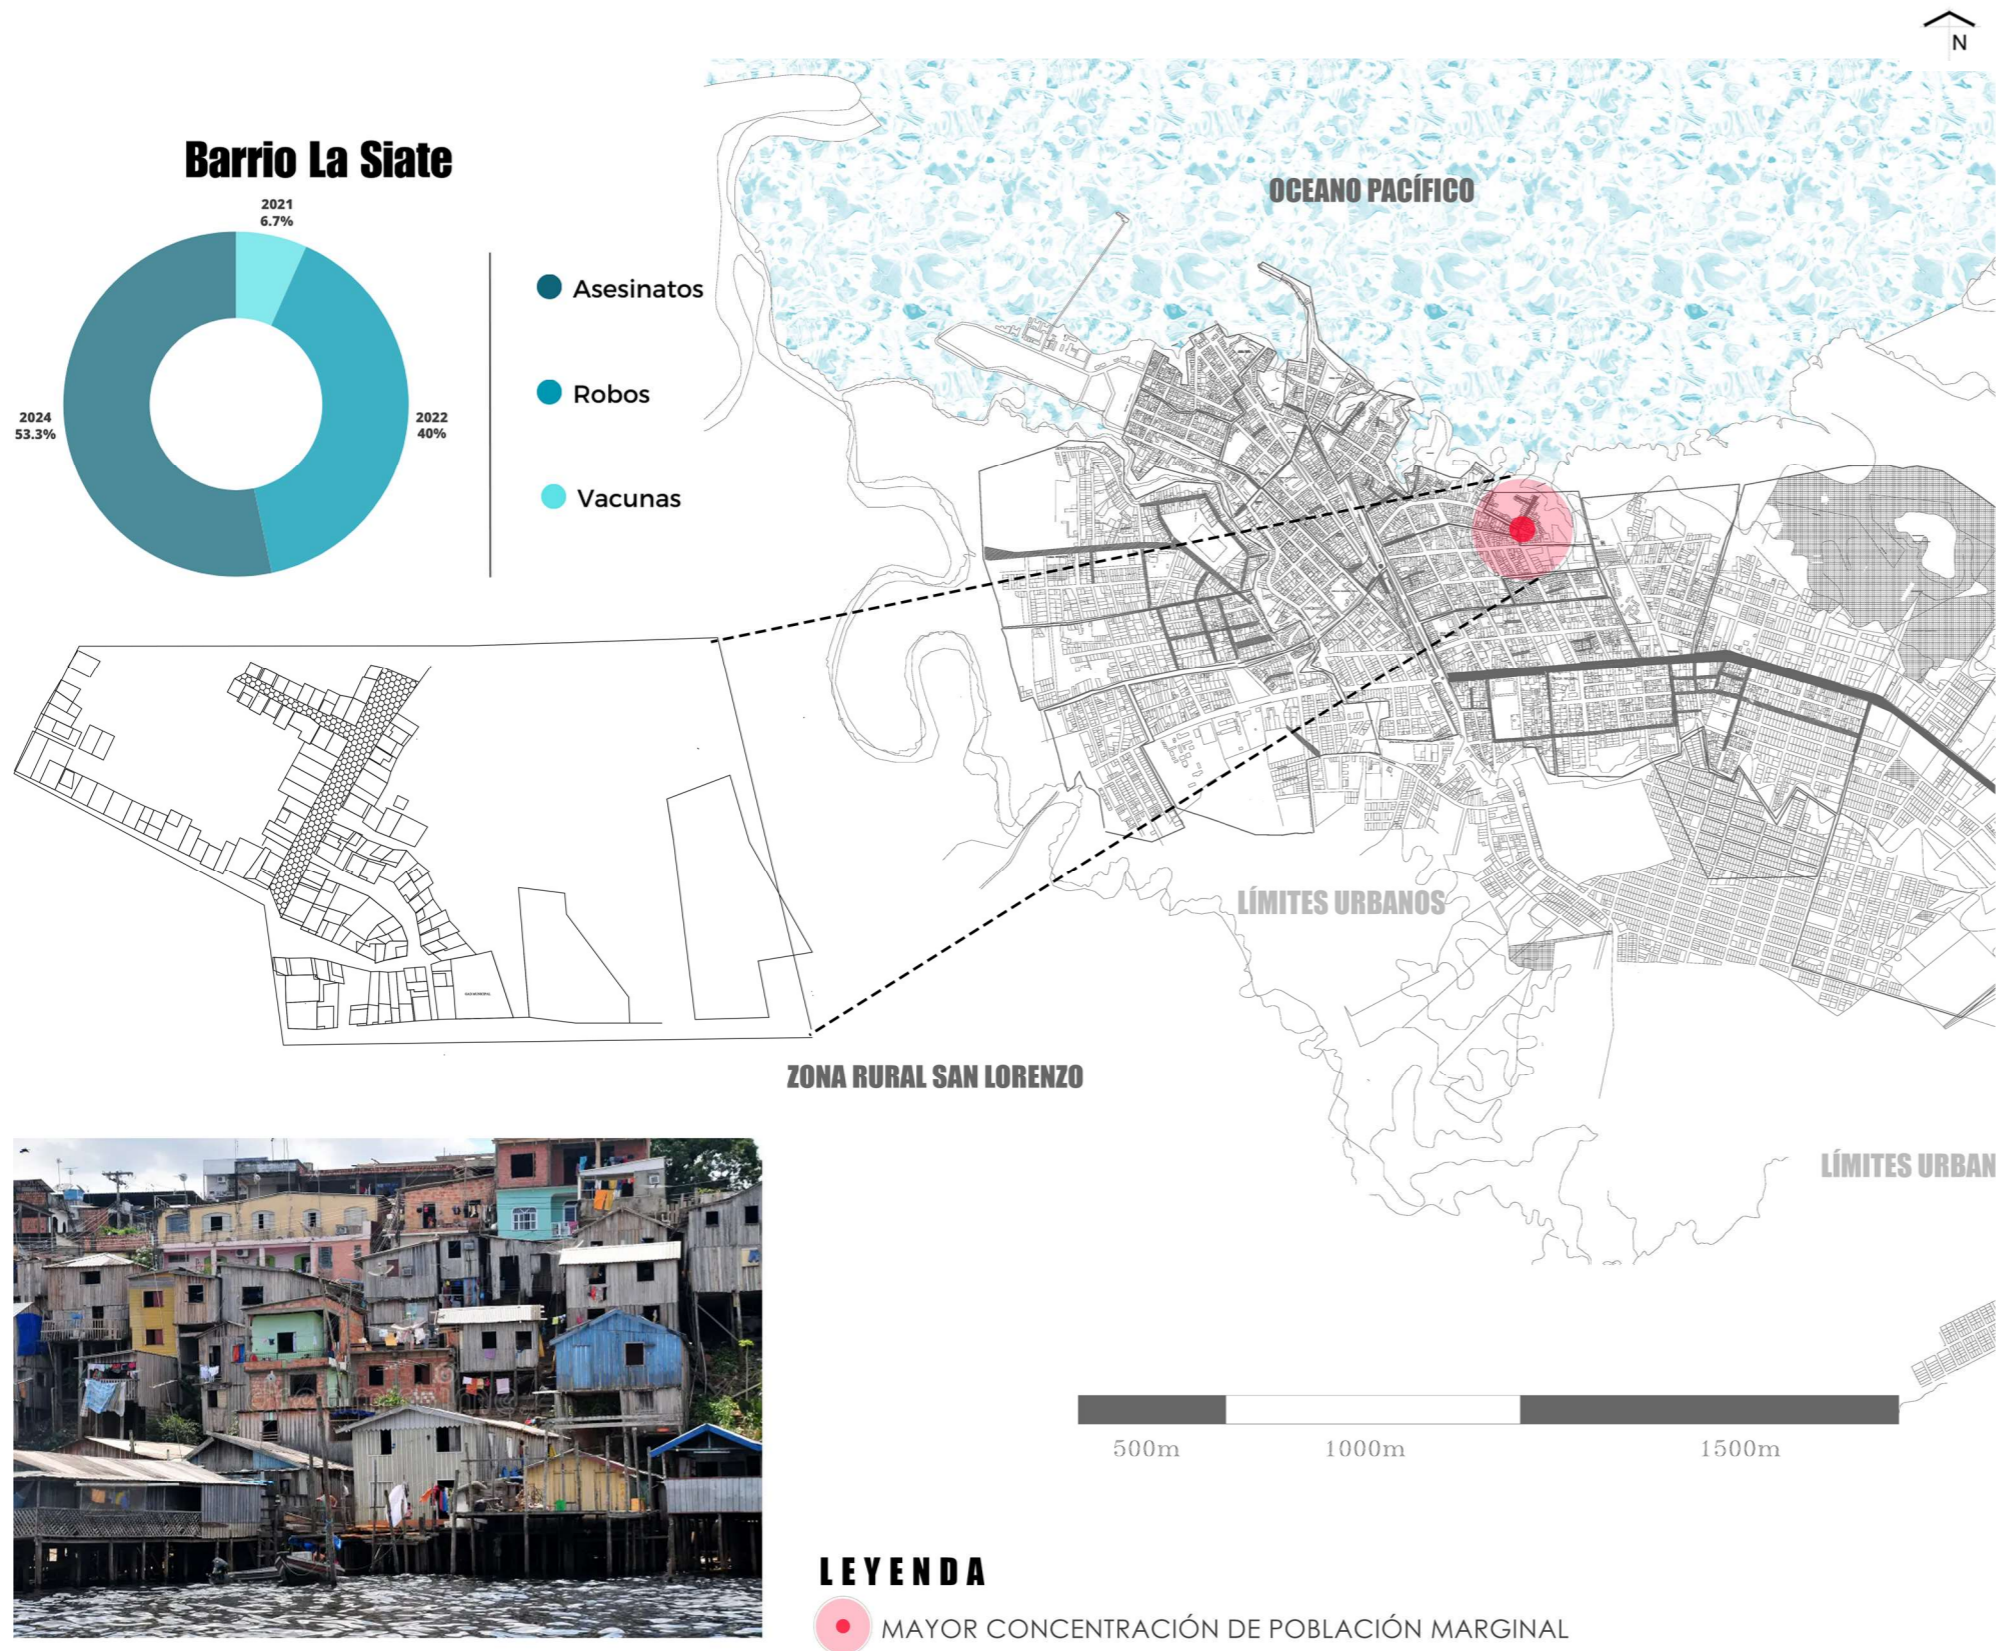 N
Barrio La Siate
2021
6.7%
2024
53.3%
2022
40%
Asesinatos
Robos
Vacunas
OCEANO PACÍFICO
LÍMITES URBANOS
ZONA RURAL SAN LORENZO
LÍMITES URBAN
500m
1000m
1500m
LEYENDA
MAYOR CONCENTRACIÓN DE POBLACIÓN MARGINAL